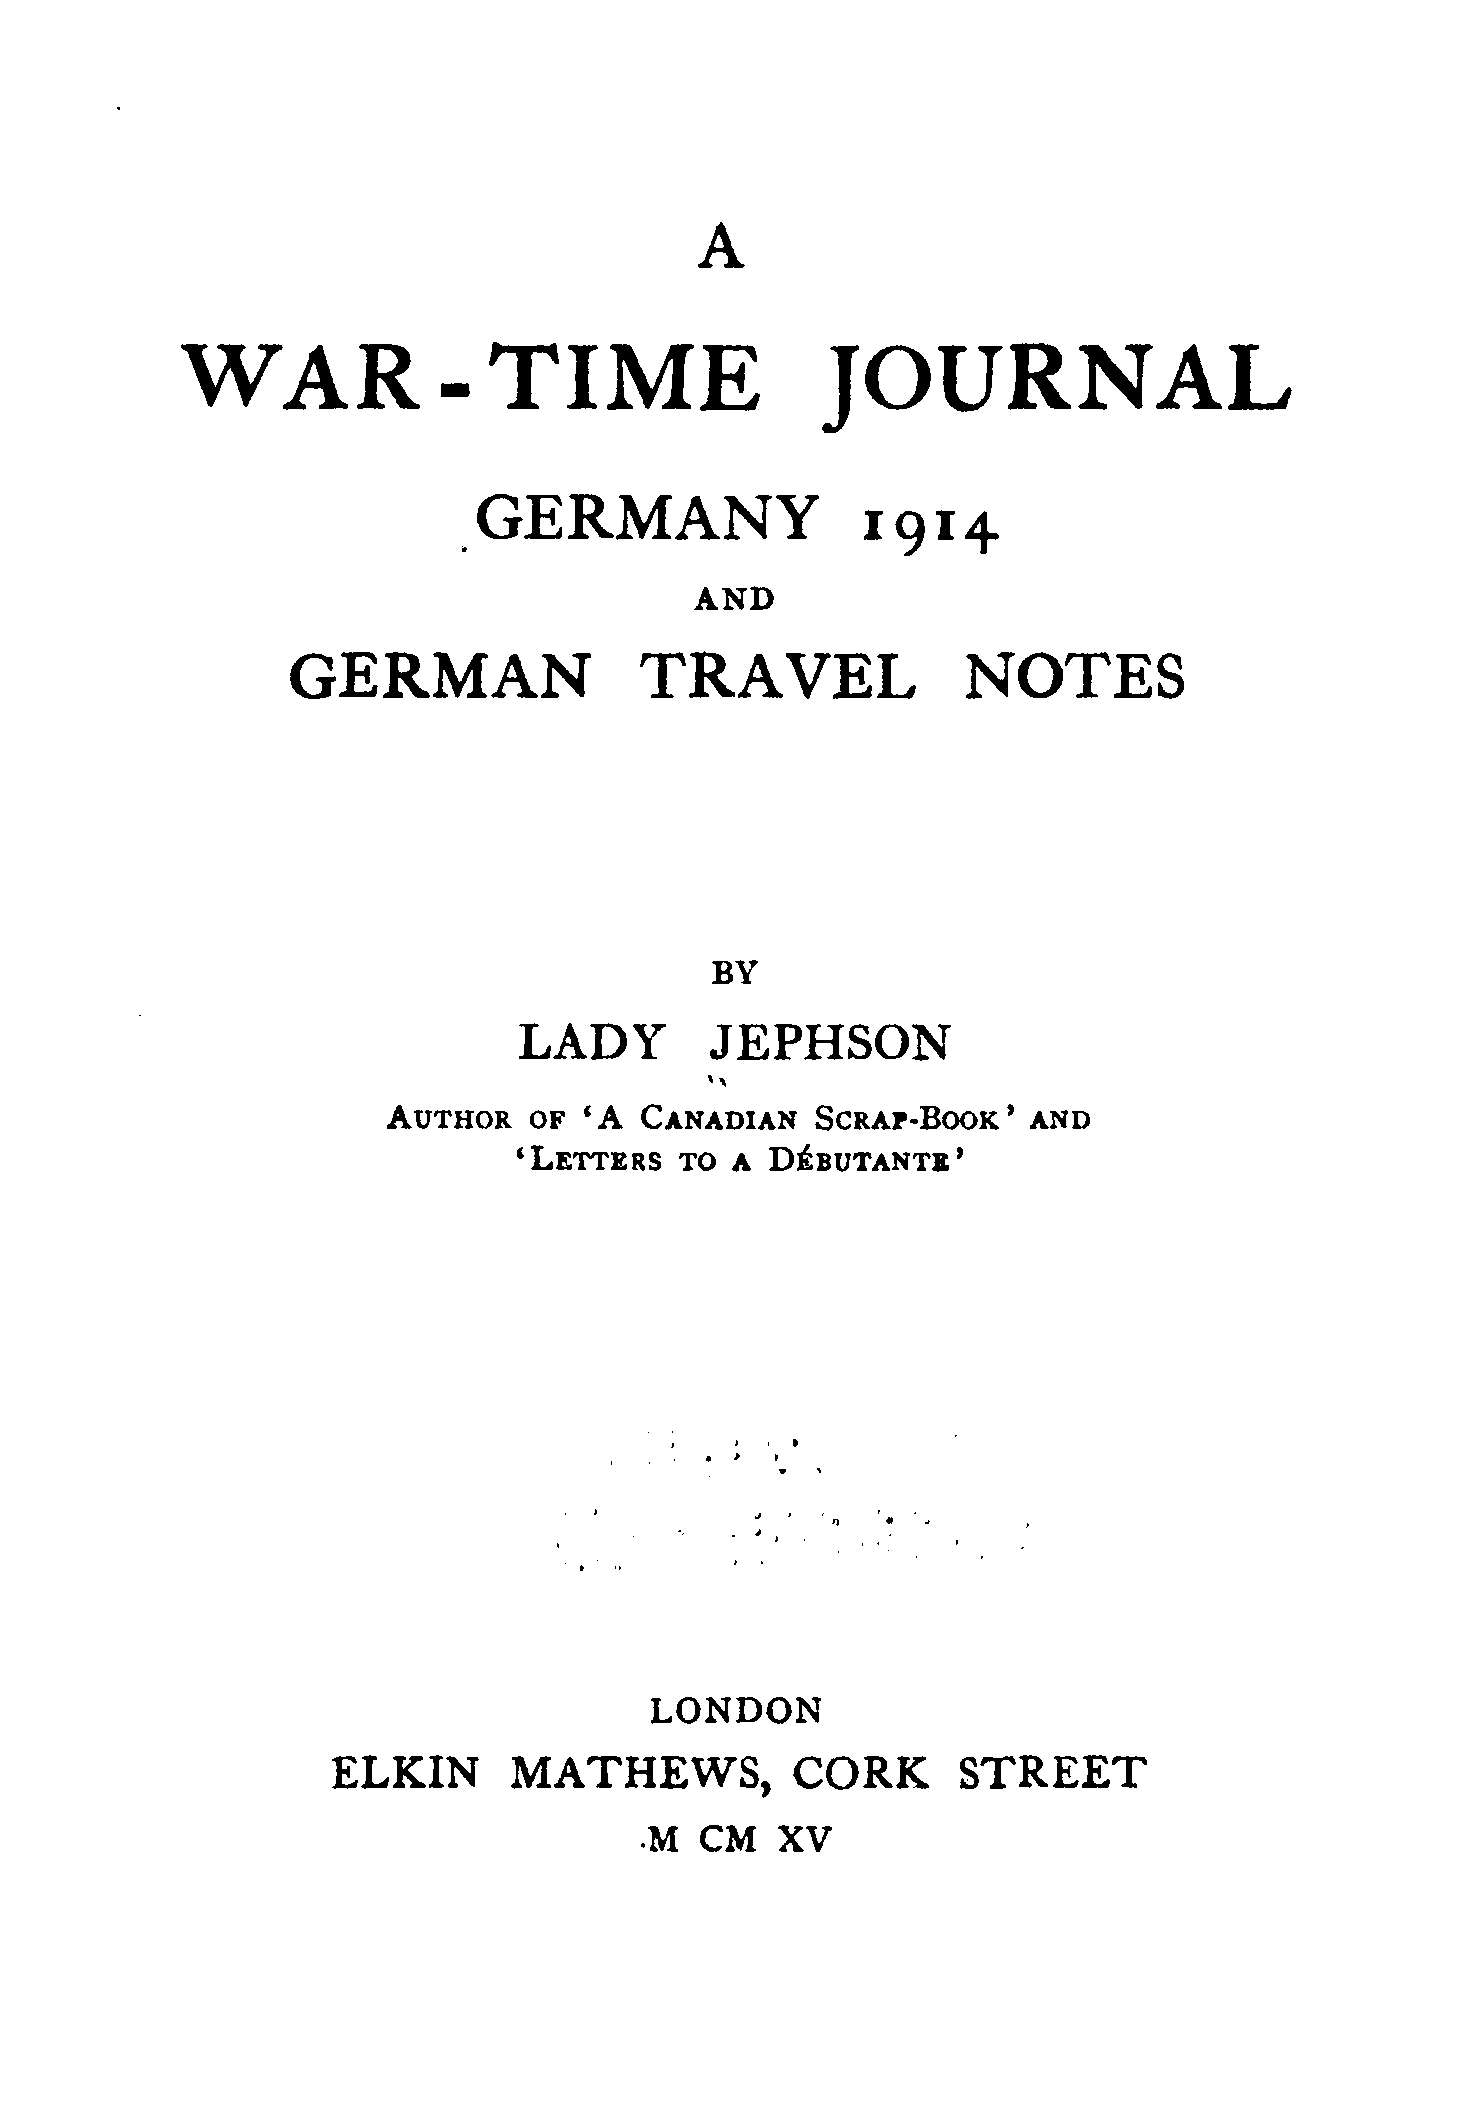 A
WAR-TIME JOURNAL
GERMANY 1914
AND
GERMAN TRAVEL NOTES
BY
LADY JEPHSON
AUTHOR OF ‘A CANADIAN SCRAP-BOOK’ AND
‘LETTERS TO A DÉBUTANTE’
LONDON
ELKIN MATHEWS, CORK STREET
M CM XV